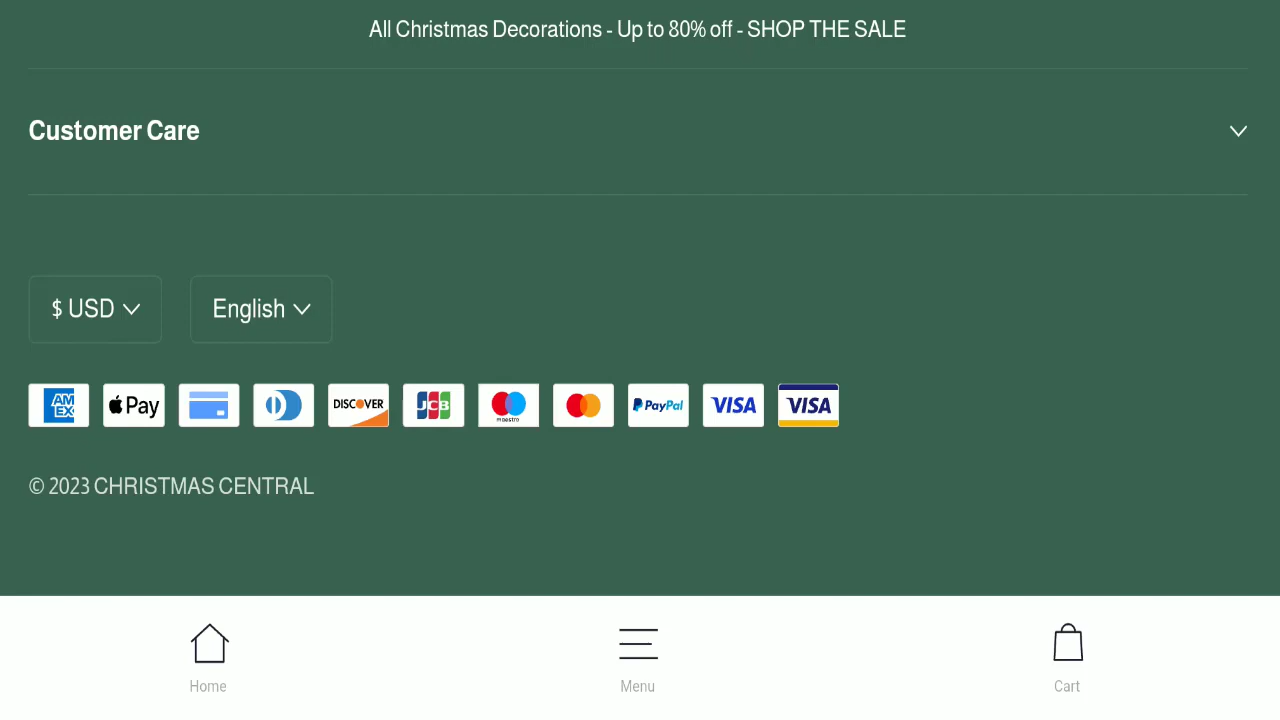 All Christmas Decorations - Up to 80% off - SHOP THE SALE
Customer Care
$ USD
English
AM EX
Pay
DISCOVER
JCB
maestro
PayPal
VISA
VISA
© 2023 CHRISTMAS CENTRAL
Home
Menu
Cart